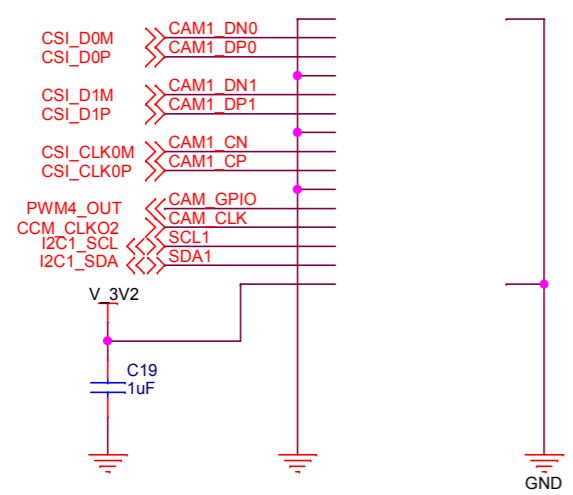 CSI_D0M CAM1_DN0
CSI_D0P CAM1_DP0
CSI_D1M CAM1_DN1
CSI_D1P CAM1_DP1
CSI_CLK0M CAM1_CN
CSI_CLK0P CAM1_CP
PWM4_OUT CAM_GPIO
CCM_CLKO2 CAM_CLK
I2C1_SCL SCL1
I2C1_SDA SDA1
V_3V2
C19
1uF
GND